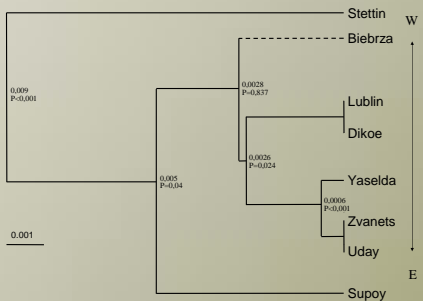 Stettin
W
Biebrza
0,009
P<0,001
0,0028
P=0,837
Lublin
Dikoe
0,0026
P=0,024
0,005
P=0,04
Yaselda
0,0006
P<0,001
Zvanets
0.001
Uday
E
Supoy